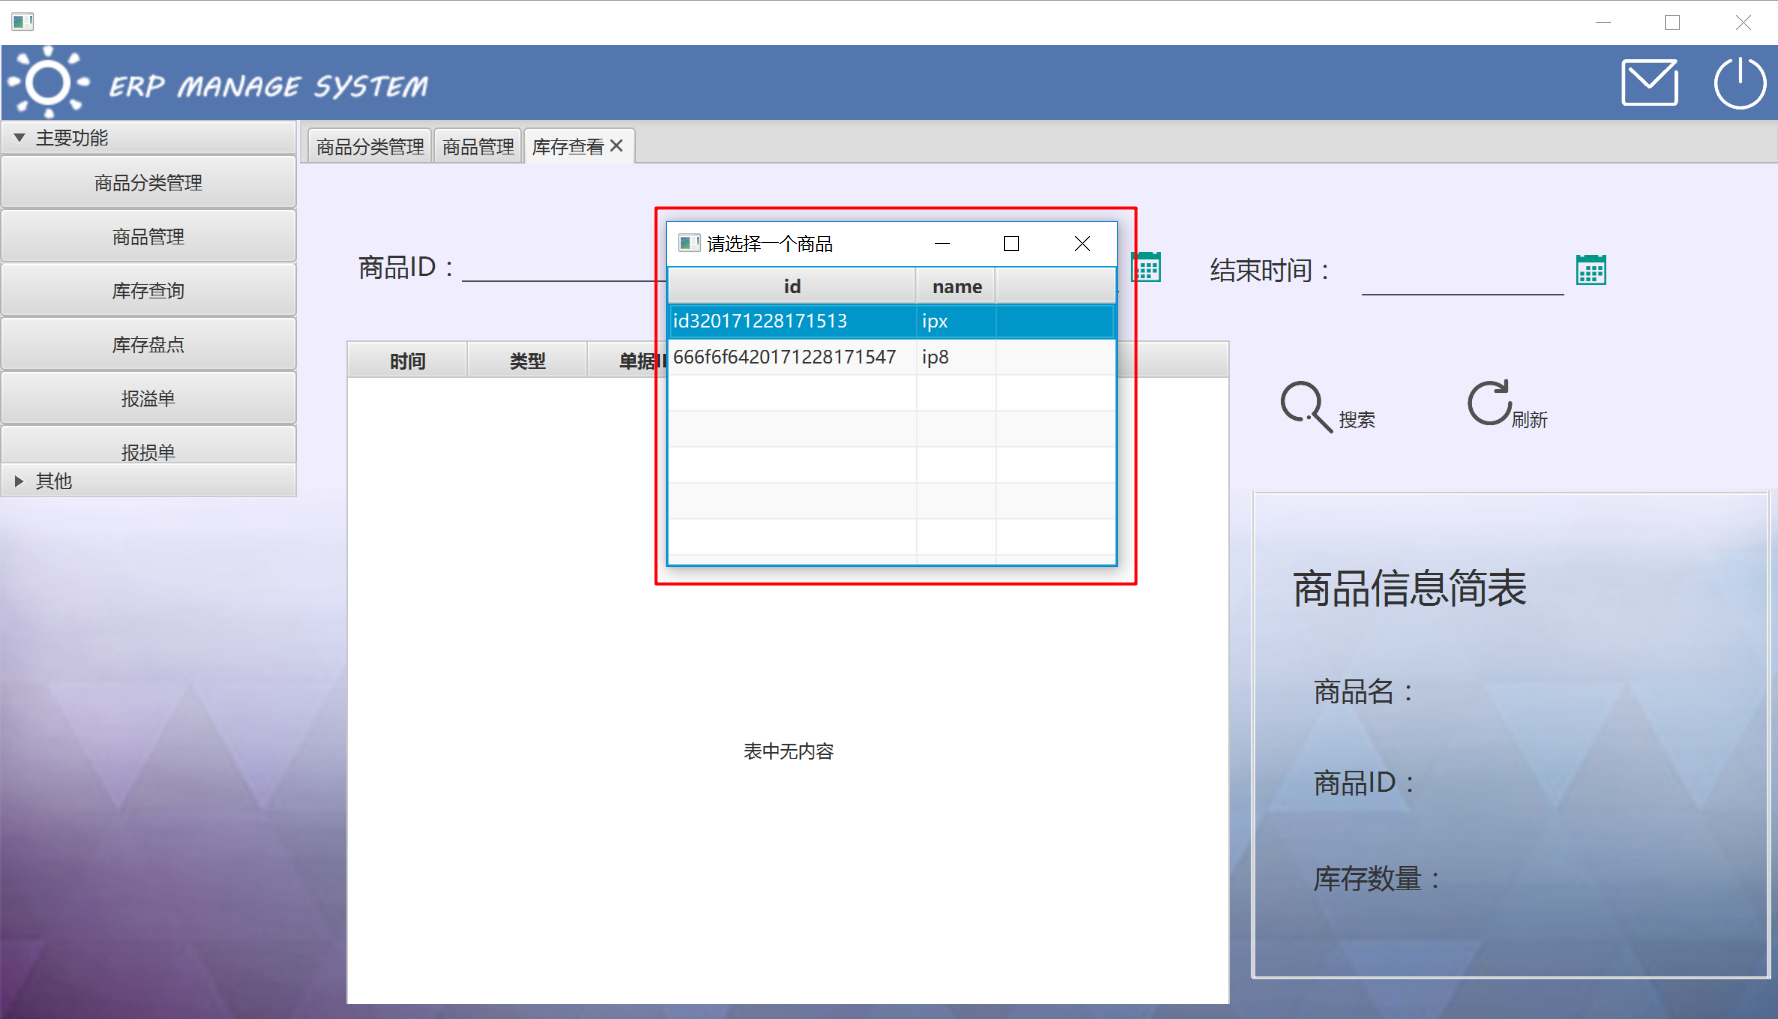 ERP MANAGE SYSTEM
主要功能
商品分类管理
商品管理
库存查询
库存盘点
报溢单
报损单
其他
商品分类管理 商品管理 库存查看
商品ID：
结束时间：
请选择一个商品
id name
id320171228171513 ipx
666f6f6420171228171547 ip8
时间 类型 单据
表中无内容
搜索 刷新
商品信息简表
商品名：
商品ID：
库存数量：